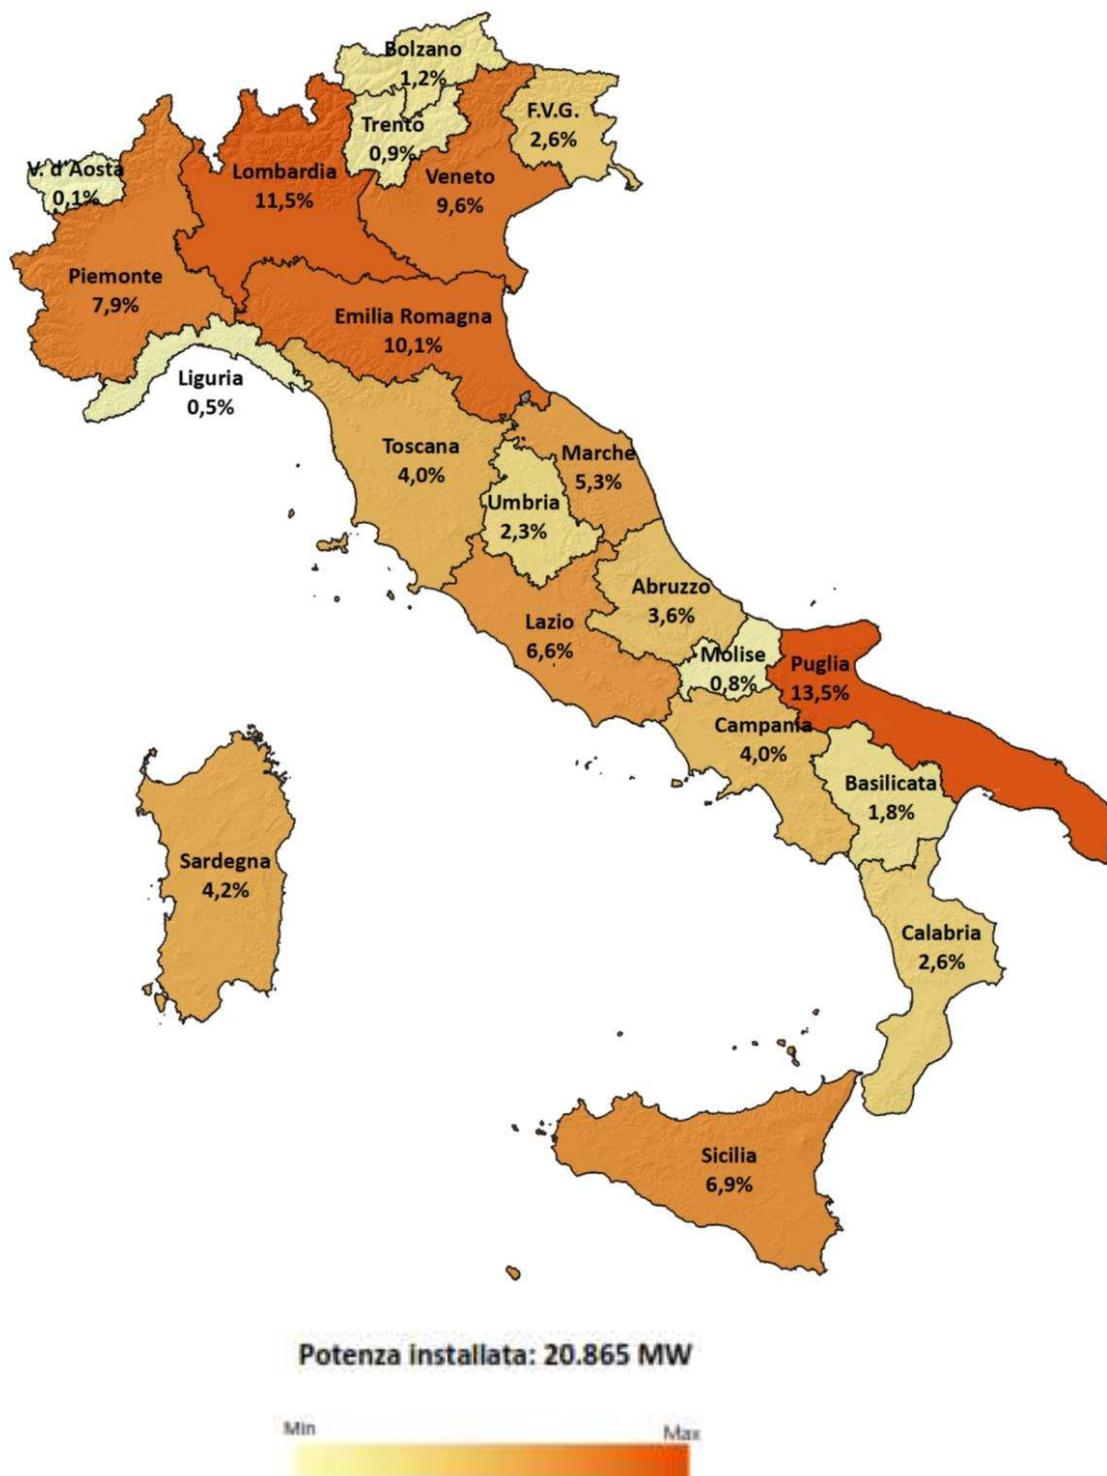 Bolzano
1,2%
F.V.G.
2,6%
Trento
0,9%
V. d'Aosta
0,1%
Lombardia
11,5%
Veneto
9,6%
Piemonte
7,9%
Emilia Romagna
10,1%
Liguria
0,5%
Toscana
4,0%
Marche
5,3%
Umbria
2,3%
Abruzzo
3,6%
Lazio
6,6%
Molise
0,8%
Puglia
13,5%
Campania
4,0%
Basilicata
1,8%
Sardegna
4,2%
Calabria
2,6%
Sicilia
6,9%
Potenza installata: 20.865 MW
Min
Max